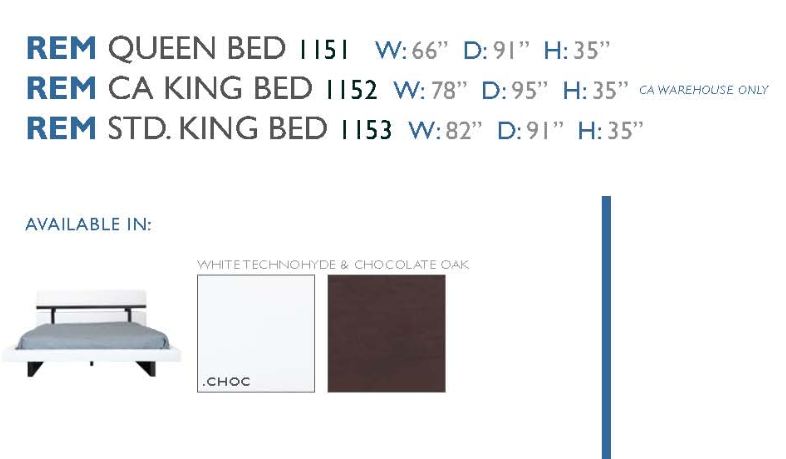 REM QUEEN BED 1151 W: 66” D: 91” H: 35”
REM CA KING BED 1152 W: 78” D: 95” H: 35” CA WAREHOUSE ONLY
REM STD. KING BED 1153 W: 82” D: 91” H: 35”
AVAILABLE IN:
WHITE TECHNOHYDE & CHOCOLATE OAK
.CHOC